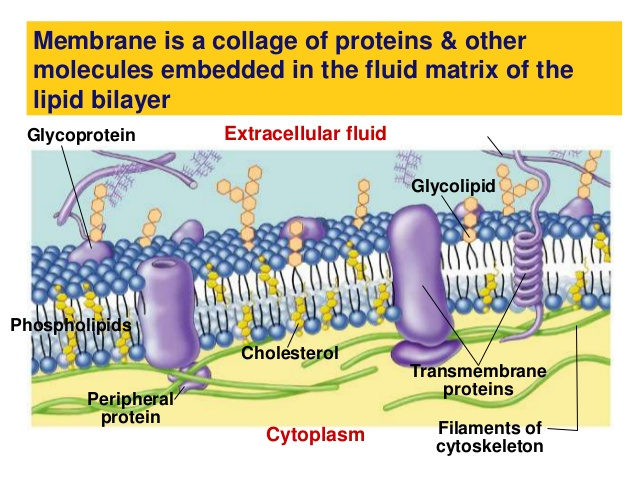 Membrane is a collage of proteins & other
molecules embedded in the fluid matrix of the
lipid bilayer
Glycoprotein
Extracellular fluid
Glycolipid
Phospholipids
Cholesterol
Transmembrane
proteins
Peripheral
protein
Cytoplasm
Filaments of
cytoskeleton